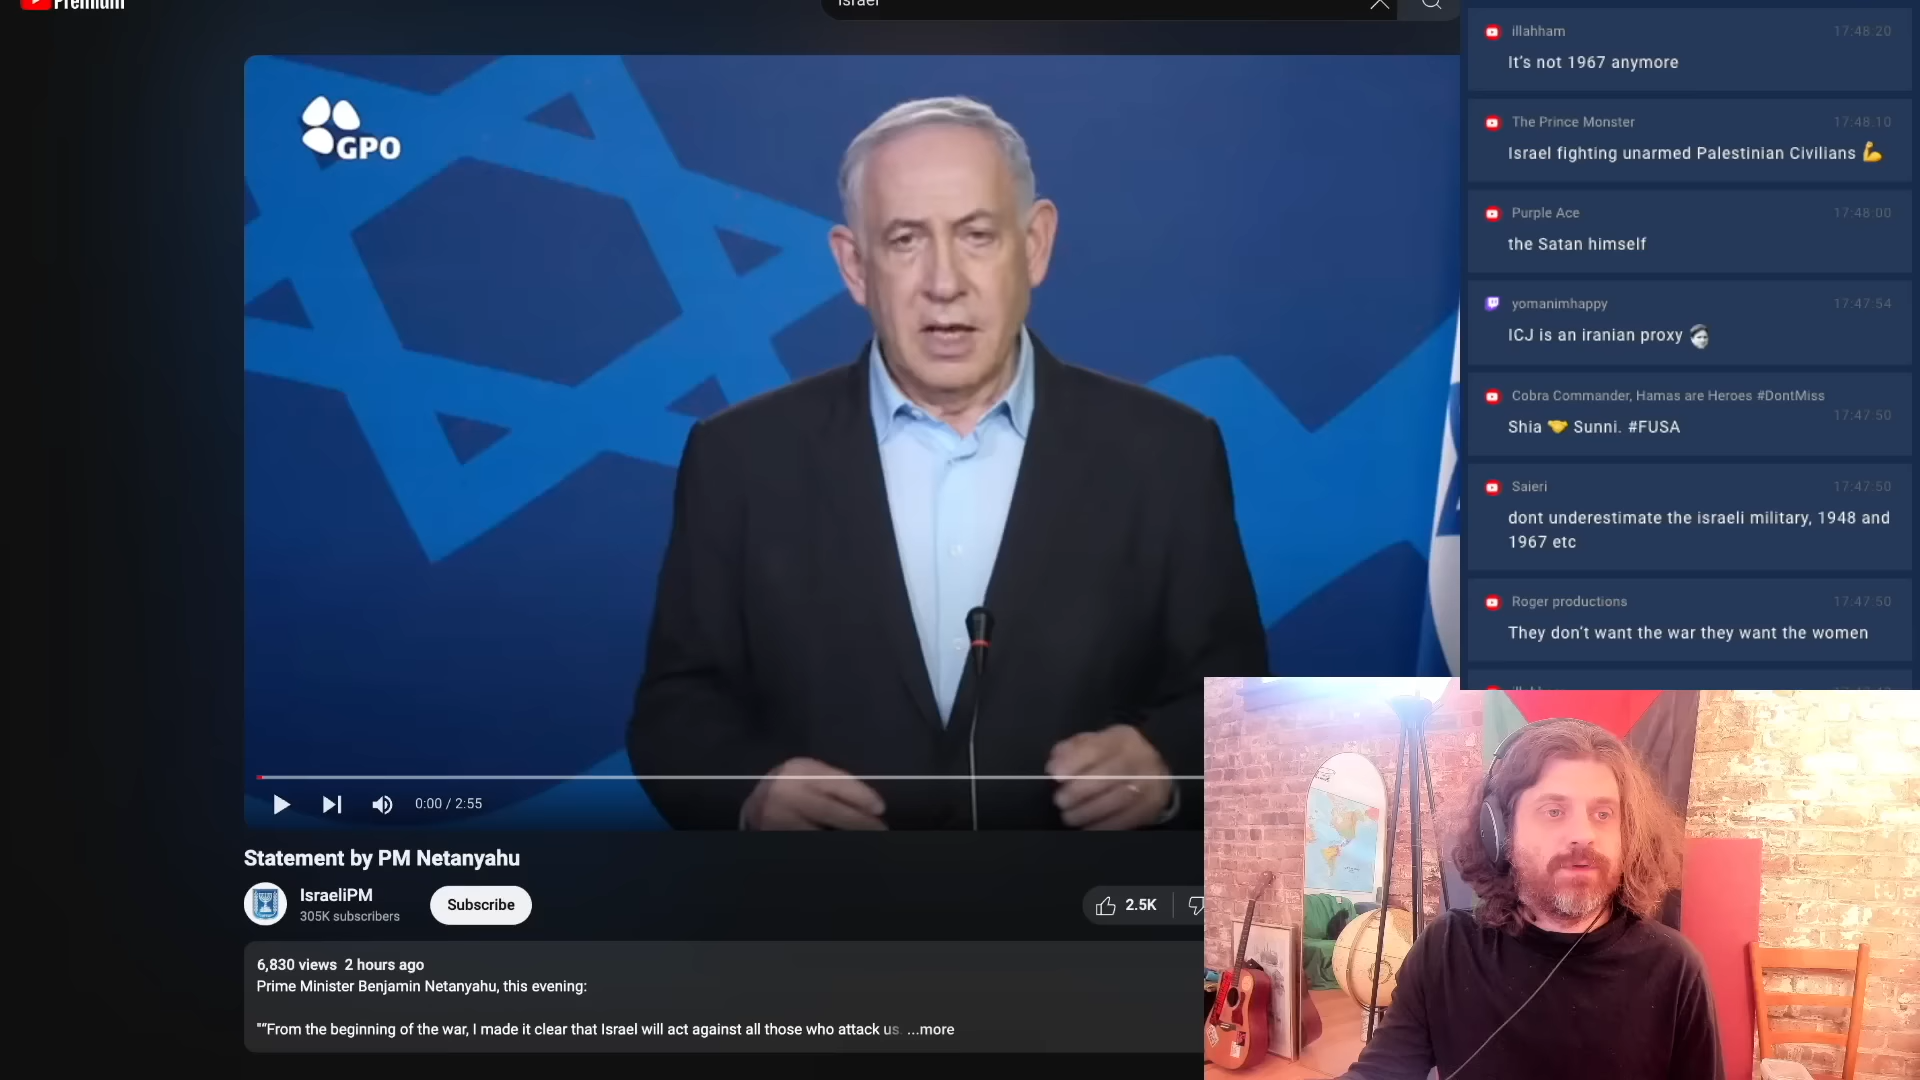 Premium
Israel
GPO
0:00 / 2:55
Statement by PM Netanyahu
IsraeliPM
305K subscribers
Subscribe
2.5K
6,830 views 2 hours ago
Prime Minister Benjamin Netanyahu, this evening:
"“From the beginning of the war, I made it clear that Israel will act against all those who attack us. ...more
illahham 17:48:20
It’s not 1967 anymore
The Prince Monster 17:48:10
Israel fighting unarmed Palestinian Civilians 💪
Purple Ace 17:48:00
the Satan himself
yomanimhappy 17:47:54
ICJ is an iranian proxy
Cobra Commander, Hamas are Heroes #DontMiss
17:47:50
Shia 🤝 Sunni. #FUSA
Saieri 17:47:50
dont underestimate the israeli military, 1948 and
1967 etc
Roger productions 17:47:50
They don’t want the war they want the women